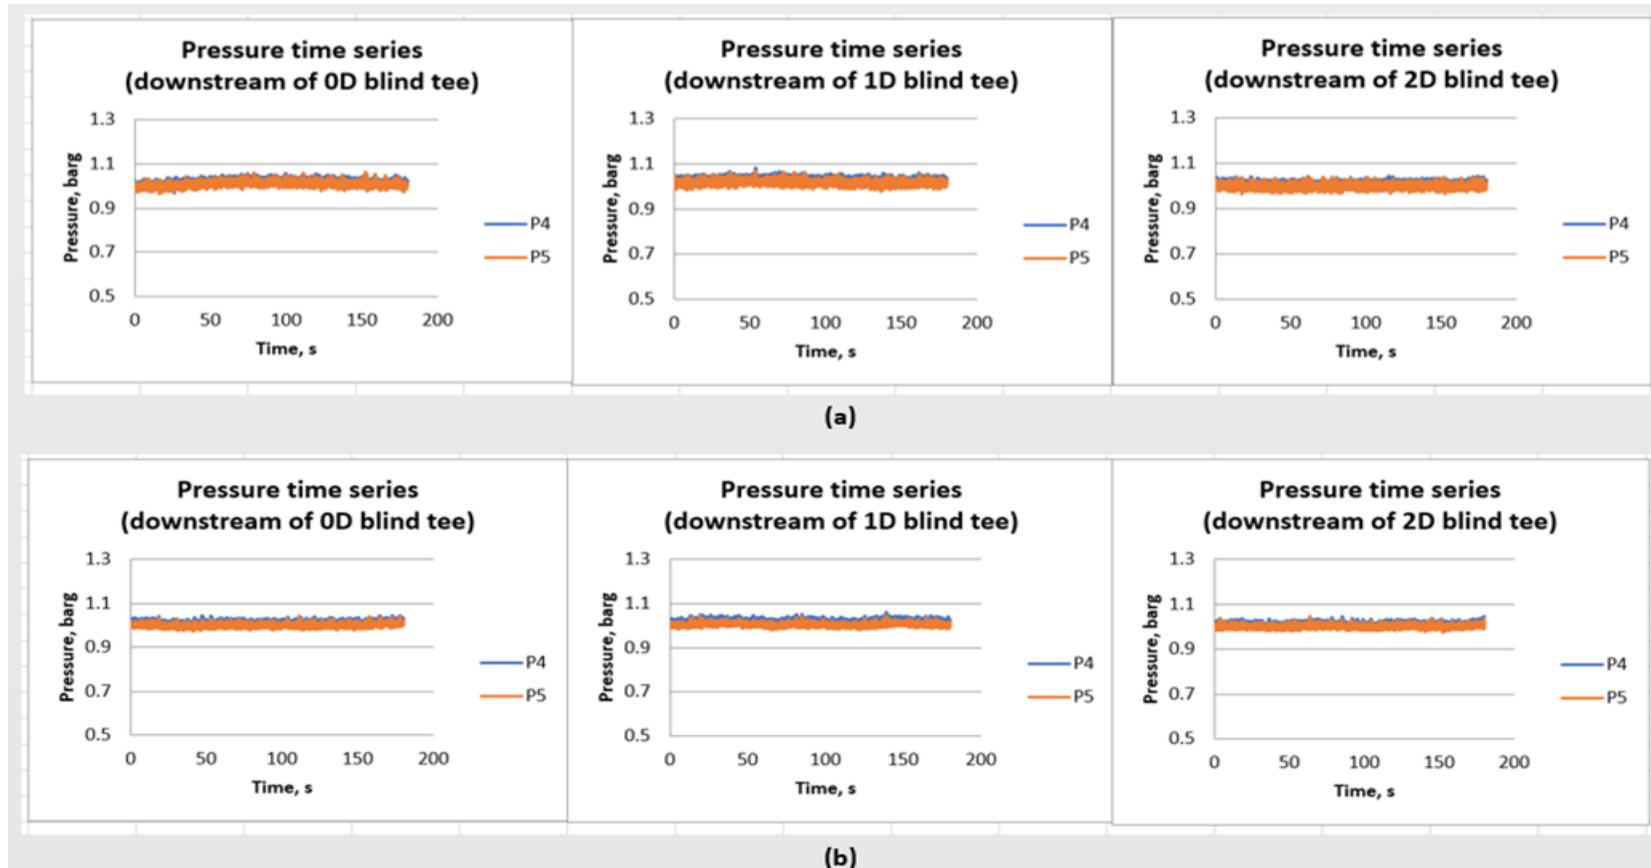 Pressure time series
(downstream of 0D blind tee)
1.3
1.1
0.9
0.7
0.5
Pressure, barg
0 50 100 150 200
Time, s
P4
P5
Pressure time series
(downstream of 1D blind tee)
1.3
1.1
0.9
0.7
0.5
Pressure, barg
0 50 100 150 200
Time, s
P4
P5
Pressure time series
(downstream of 2D blind tee)
1.3
1.1
0.9
0.7
0.5
Pressure, barg
0 50 100 150 200
Time, s
P4
P5
(a)
Pressure time series
(downstream of 0D blind tee)
1.3
1.1
0.9
0.7
0.5
Pressure, barg
0 50 100 150 200
Time, s
P4
P5
Pressure time series
(downstream of 1D blind tee)
1.3
1.1
0.9
0.7
0.5
Pressure, barg
0 50 100 150 200
Time, s
P4
P5
Pressure time series
(downstream of 2D blind tee)
1.3
1.1
0.9
0.7
0.5
Pressure, barg
0 50 100 150 200
Time, s
P4
P5
(b)